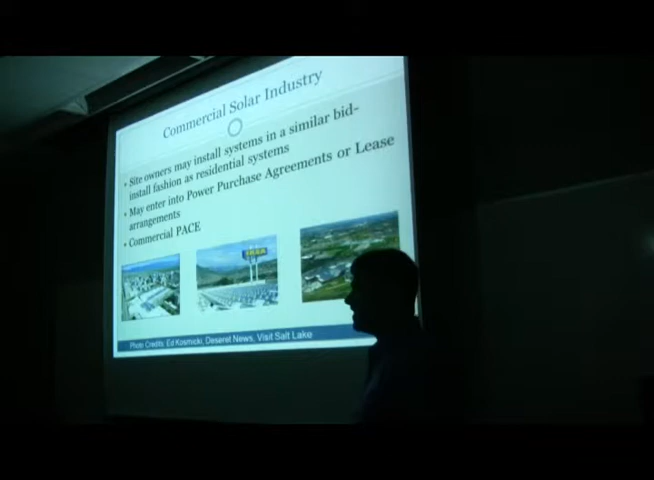 Commercial Solar Industry
• Site owners may install systems in a similar bid-
install fashion as residential systems
• May enter into Power Purchase Agreements or Lease
arrangements
• Commercial PACE
IKEA
Photo Credits: Ed Kosmicki, Deseret News, Visit Salt Lake